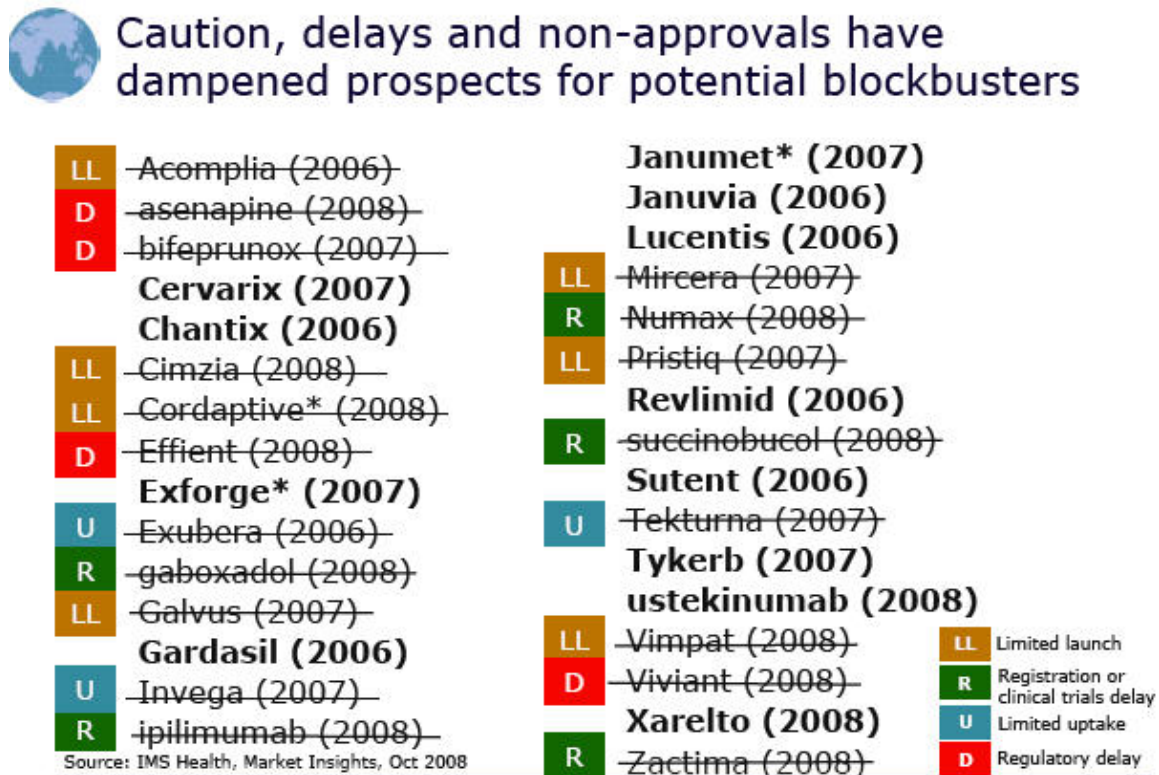 Caution, delays and non-approvals have
dampened prospects for potential blockbusters
LL Acomplia (2006)
D asenapine (2008)
D bifeprunox (2007)
Cervarix (2007)
Chantix (2006)
LL Cimzia (2008)
LL Cordaptive* (2008)
D Effient (2008)
Exforge* (2007)
U Exubera (2006)
R gaboxadol (2008)
LL Galvus (2007)
Gardasil (2006)
U Invega (2007)
R ipilimumab (2008)
Source: IMS Health, Market Insights, Oct 2008
Janumet* (2007)
Januvia (2006)
Lucentis (2006)
LL Mircera (2007)
R Numax (2008)
LL Pristiq (2007)
Revlimid (2006)
R succinobucol (2008)
Sutent (2006)
U Tekturna (2007)
Tykerb (2007)
ustekinumab (2008)
LL Vimpat (2008)
D Viviant (2008)
Xarelto (2008)
R Zactima (2008)
LL Limited launch
R Registration or
clinical trials delay
U Limited uptake
D Regulatory delay